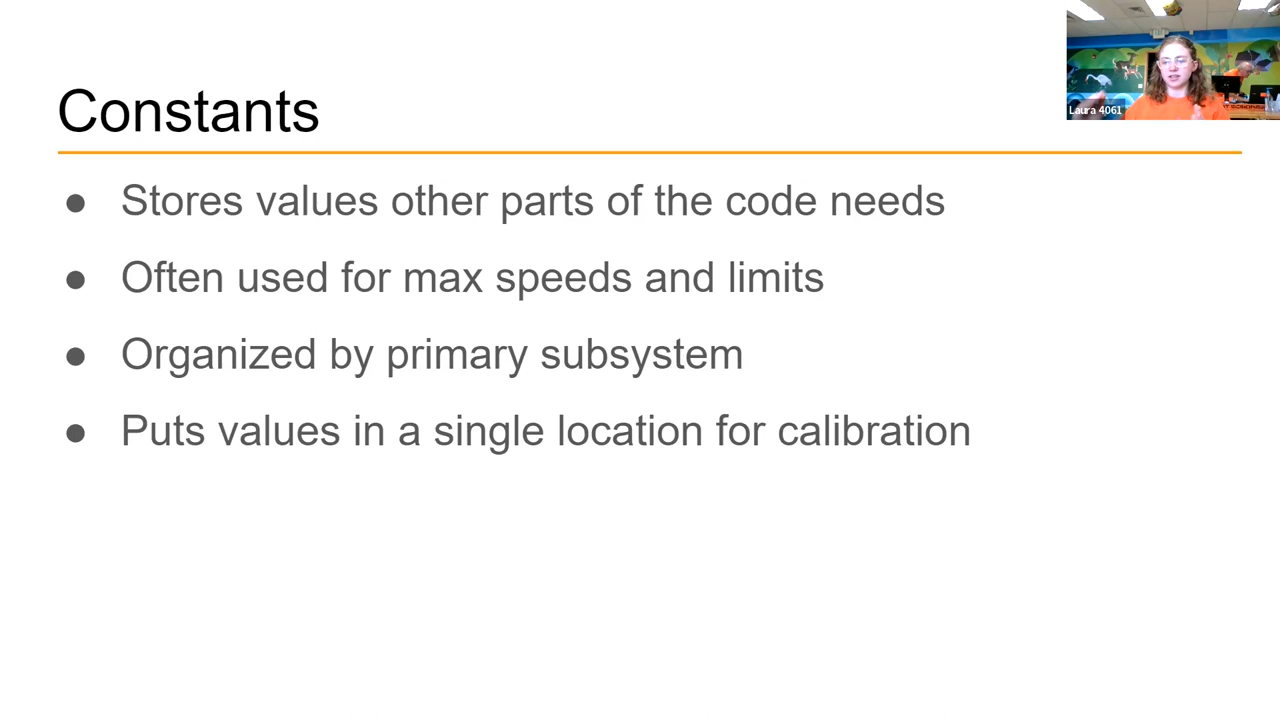 Constants
● Stores values other parts of the code needs
● Often used for max speeds and limits
● Organized by primary subsystem
● Puts values in a single location for calibration
Laura 4061